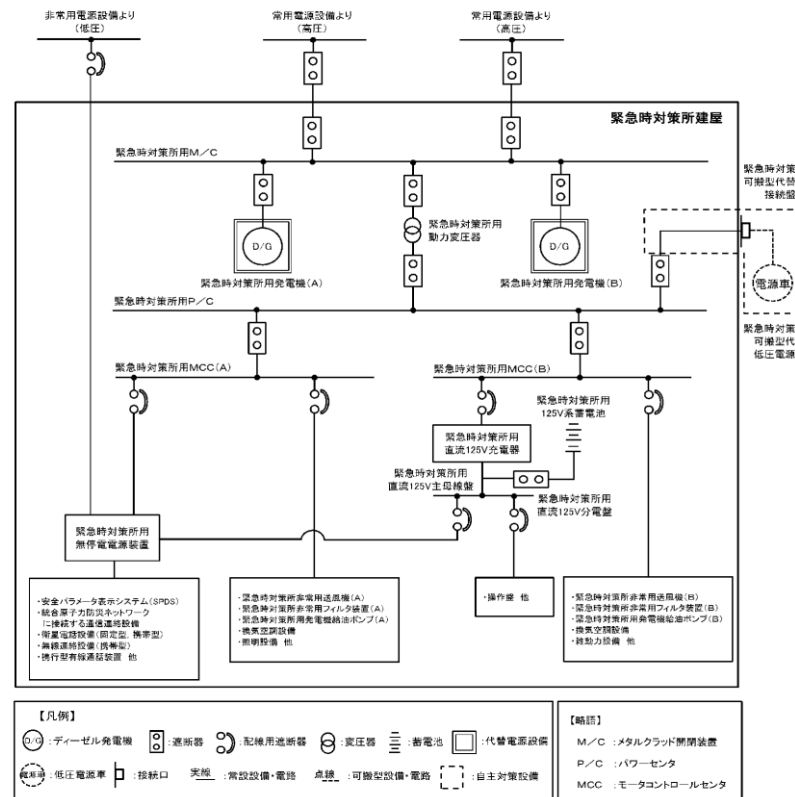 非常用電源設備より
(低圧)
常用電源設備より
(高圧)
常用電源設備より
(高圧)
緊急時対策所建屋
緊急時対策所用M/C
緊急時対策
可搬型代替
接続盤
緊急時対策所用
動力変圧器
D/G
D/G
緊急時対策所用発電機(A)
緊急時対策所用発電機(B)
電源車
緊急時対策所用P/C
緊急時対策
可搬型代
低圧電源
緊急時対策所用MCC(A)
緊急時対策所用MCC(B)
緊急時対策所用
125V系蓄電池
緊急時対策所用
直流125V充電器
緊急時対策所用
直流125V主母線盤
緊急時対策所用
直流125V分電盤
緊急時対策所用
無停電電源装置
・安全パラメータ表示システム(SPDS)
・統合原子力防災ネットワーク
に接続する通信連絡設備
・衛星電話設備(固定型、携帯型)
・無線連絡設備(携帯型)
・携行型有線通話装置 他
・緊急時対策所非常用送風機(A)
・緊急時対策所非常用フィルタ装置(A)
・緊急時対策所用発電機給油ポンプ(A)
・換気空調設備
・照明設備 他
・操作盤 他
・緊急時対策所非常用送風機(B)
・緊急時対策所非常用フィルタ装置(B)
・緊急時対策所用発電機給油ポンプ(B)
・換気空調設備
・雑動力設備 他
【凡例】
D/G :ディーゼル発電機 :遮断器 :配線用遮断器 :変圧器 :蓄電池 :代替電源設備
電源車 :低圧電源車 :接続口 実線 :常設設備・電路 点線 :可搬型設備・電路 :自主対策設備
【略語】
M/C :メタルクラッド開閉装置
P/C :パワーセンタ
MCC :モータコントロールセンタ